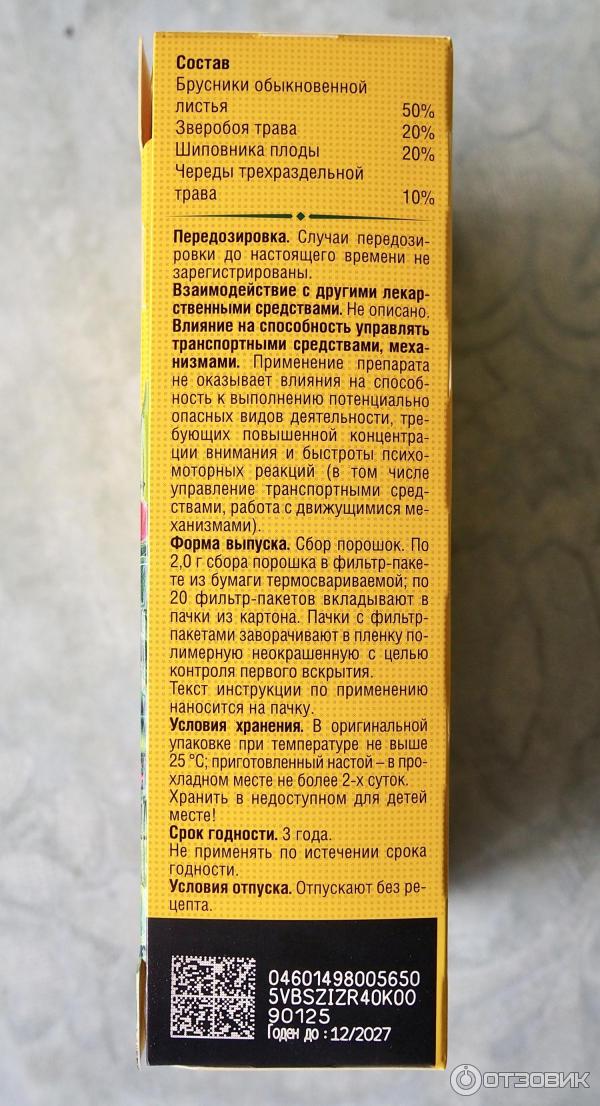 Состав
Брусники обыкновенной
листья 50%
Зверобоя трава 20%
Шиповника плоды 20%
Череды трехраздельной
трава 10%
Передозировка. Случаи передози-
ровки до настоящего времени не
зарегистрированы.
Взаимодействие с другими лекар-
ственными средствами. Не описано.
Влияние на способность управлять
транспортными средствами, меха-
низмами. Применение препарата
не оказывает влияния на способ-
ность к выполнению потенциально
опасных видов деятельности, тре-
бующих повышенной концентра-
ции внимания и быстроты психо-
моторных реакций (в том числе
управление транспортными сред-
ствами, работа с движущимися ме-
ханизмами).
Форма выпуска. Сбор порошок. По
2,0 г сбора порошка в фильтр-паке-
те из бумаги термосвариваемой; по
20 фильтр-пакетов вкладывают в
пачки из картона. Пачки с фильтр-
пакетами заворачивают в пленку по-
лимерную неокрашенную с целью
контроля первого вскрытия.
Текст инструкции по применению
наносится на пачку.
Условия хранения. В оригинальной
упаковке при температуре не выше
25 °С; приготовленный настой – в про-
хладном месте не более 2-х суток.
Хранить в недоступном для детей
месте!
Срок годности. 3 года.
Не применять по истечении срока
годности.
Условия отпуска. Отпускают без ре-
цепта.
04601498005650
5VBSZIZR40K00
90125
Годен до : 12/2027
ОТЗОВИК